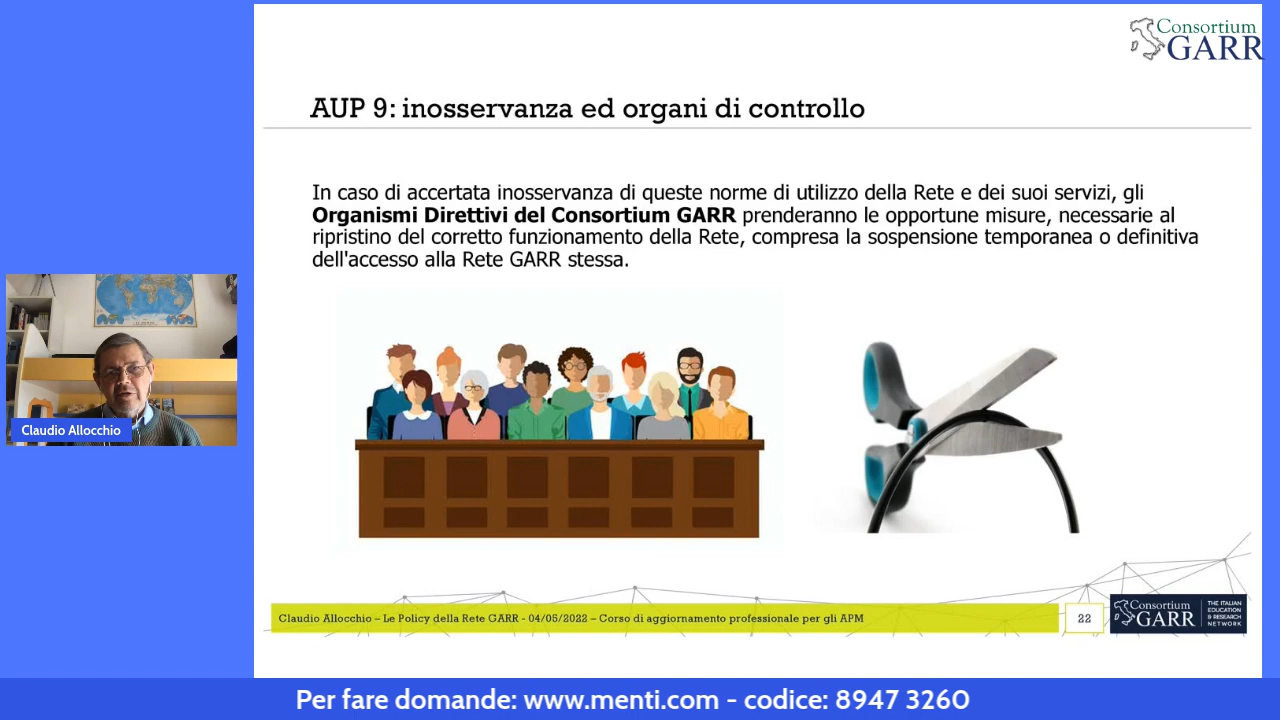 Consortium
GARR
AUP 9: inosservanza ed organi di controllo
In caso di accertata inosservanza di queste norme di utilizzo della Rete e dei suoi servizi, gli
Organismi Direttivi del Consortium GARR prenderanno le opportune misure, necessarie al
ripristino del corretto funzionamento della Rete, compresa la sospensione temporanea o definitiva
dell'accesso alla Rete GARR stessa.
Claudio Allocchio
Claudio Allocchio – Le Policy della Rete GARR - 04/05/2022 – Corso di aggiornamento professionale per gli APM
22
Consortium
GARR
THE ITALIAN
EDUCATION
& RESEARCH
NETWORK
Per fare domande: www.menti.com - codice: 8947 3260